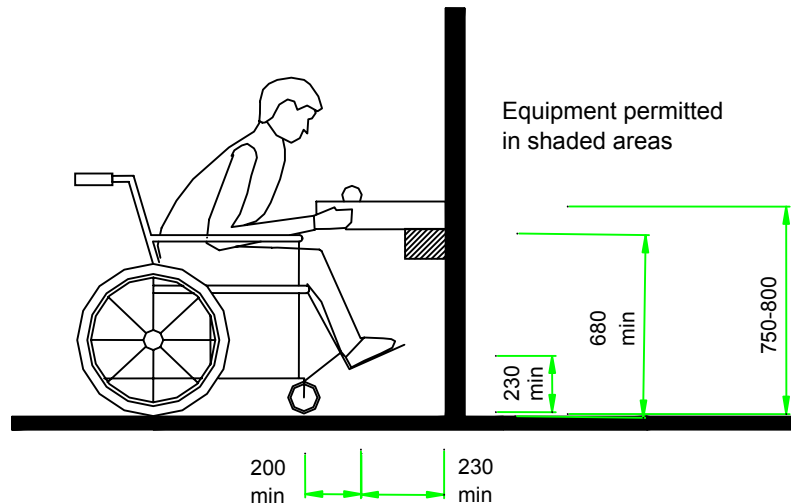 Equipment permitted
in shaded areas
750-800
680
min
230
min
200
min
230
min